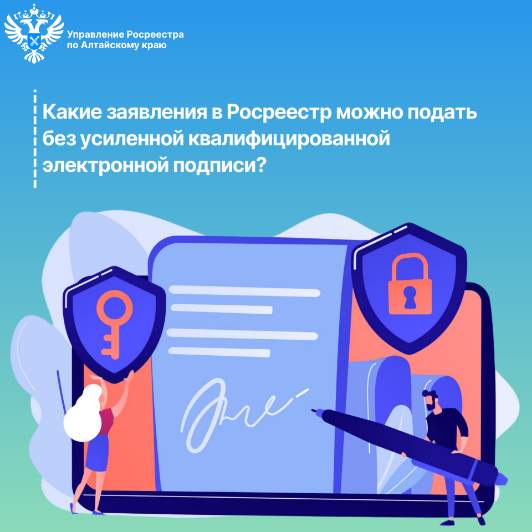 Управление Росреестра
по Алтайскому краю
Какие заявления в Росреестр можно подать
без усиленной квалифицированной
электронной подписи?